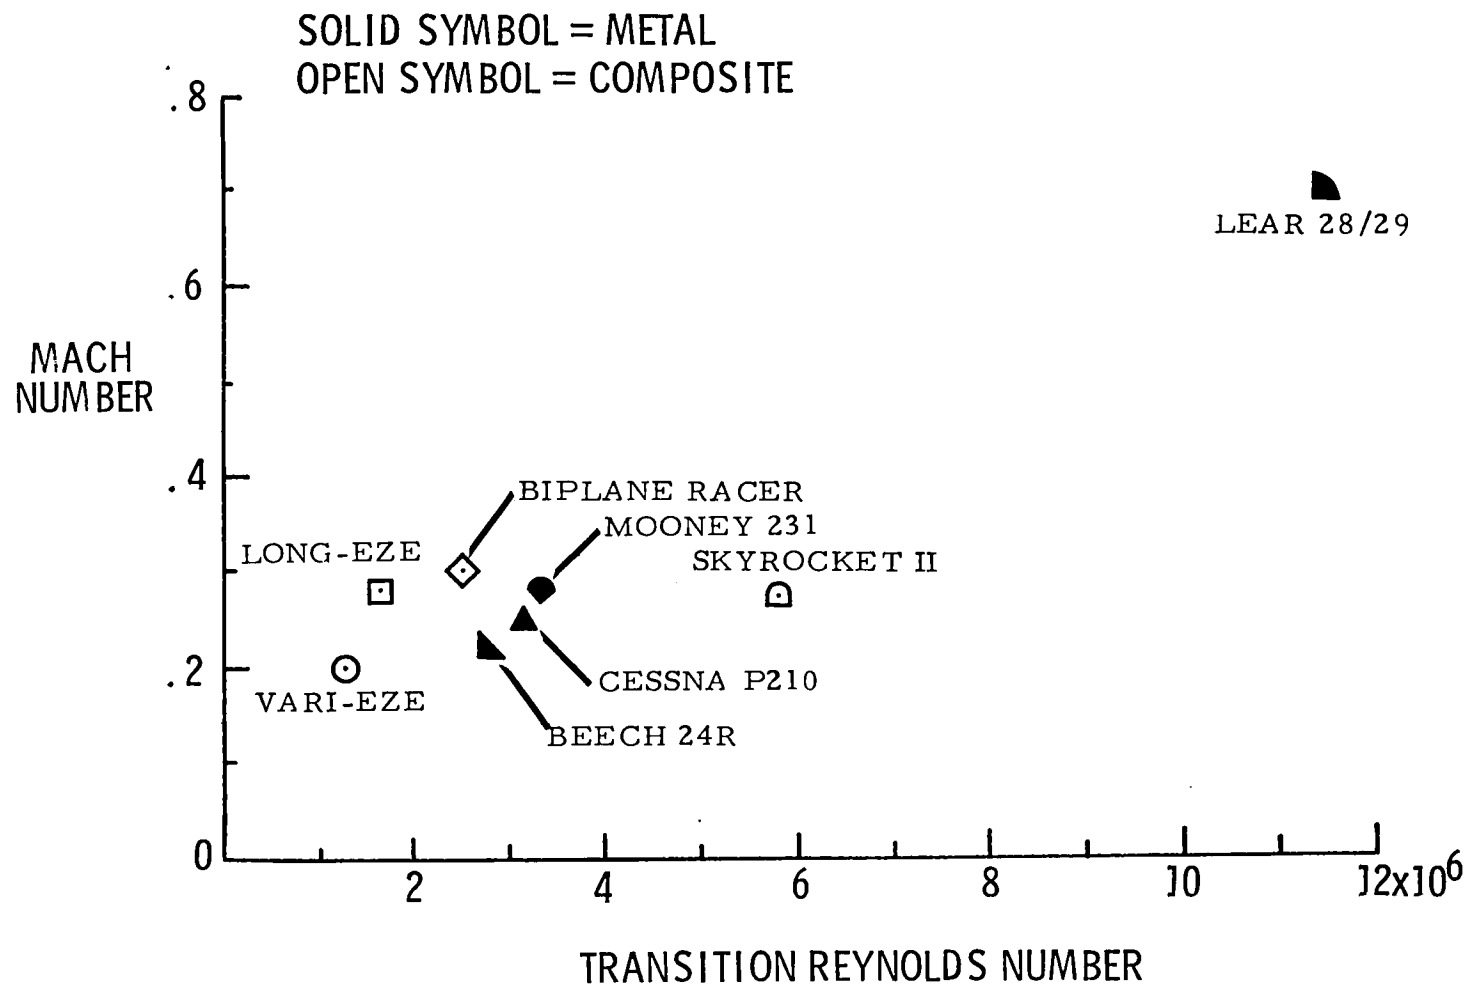 SOLID SYMBOL = METAL
OPEN SYMBOL = COMPOSITE
.8
LEAR 28/29
.6
MACH
NUMBER
.4
BIPLANE RACER
MOONEY 231
LONG-EZE
SKYROCKET II
.2
CESSNA P210
VARI-EZE
BEECH 24R
0
2 4 6 8 10 12x10⁶
TRANSITION REYNOLDS NUMBER